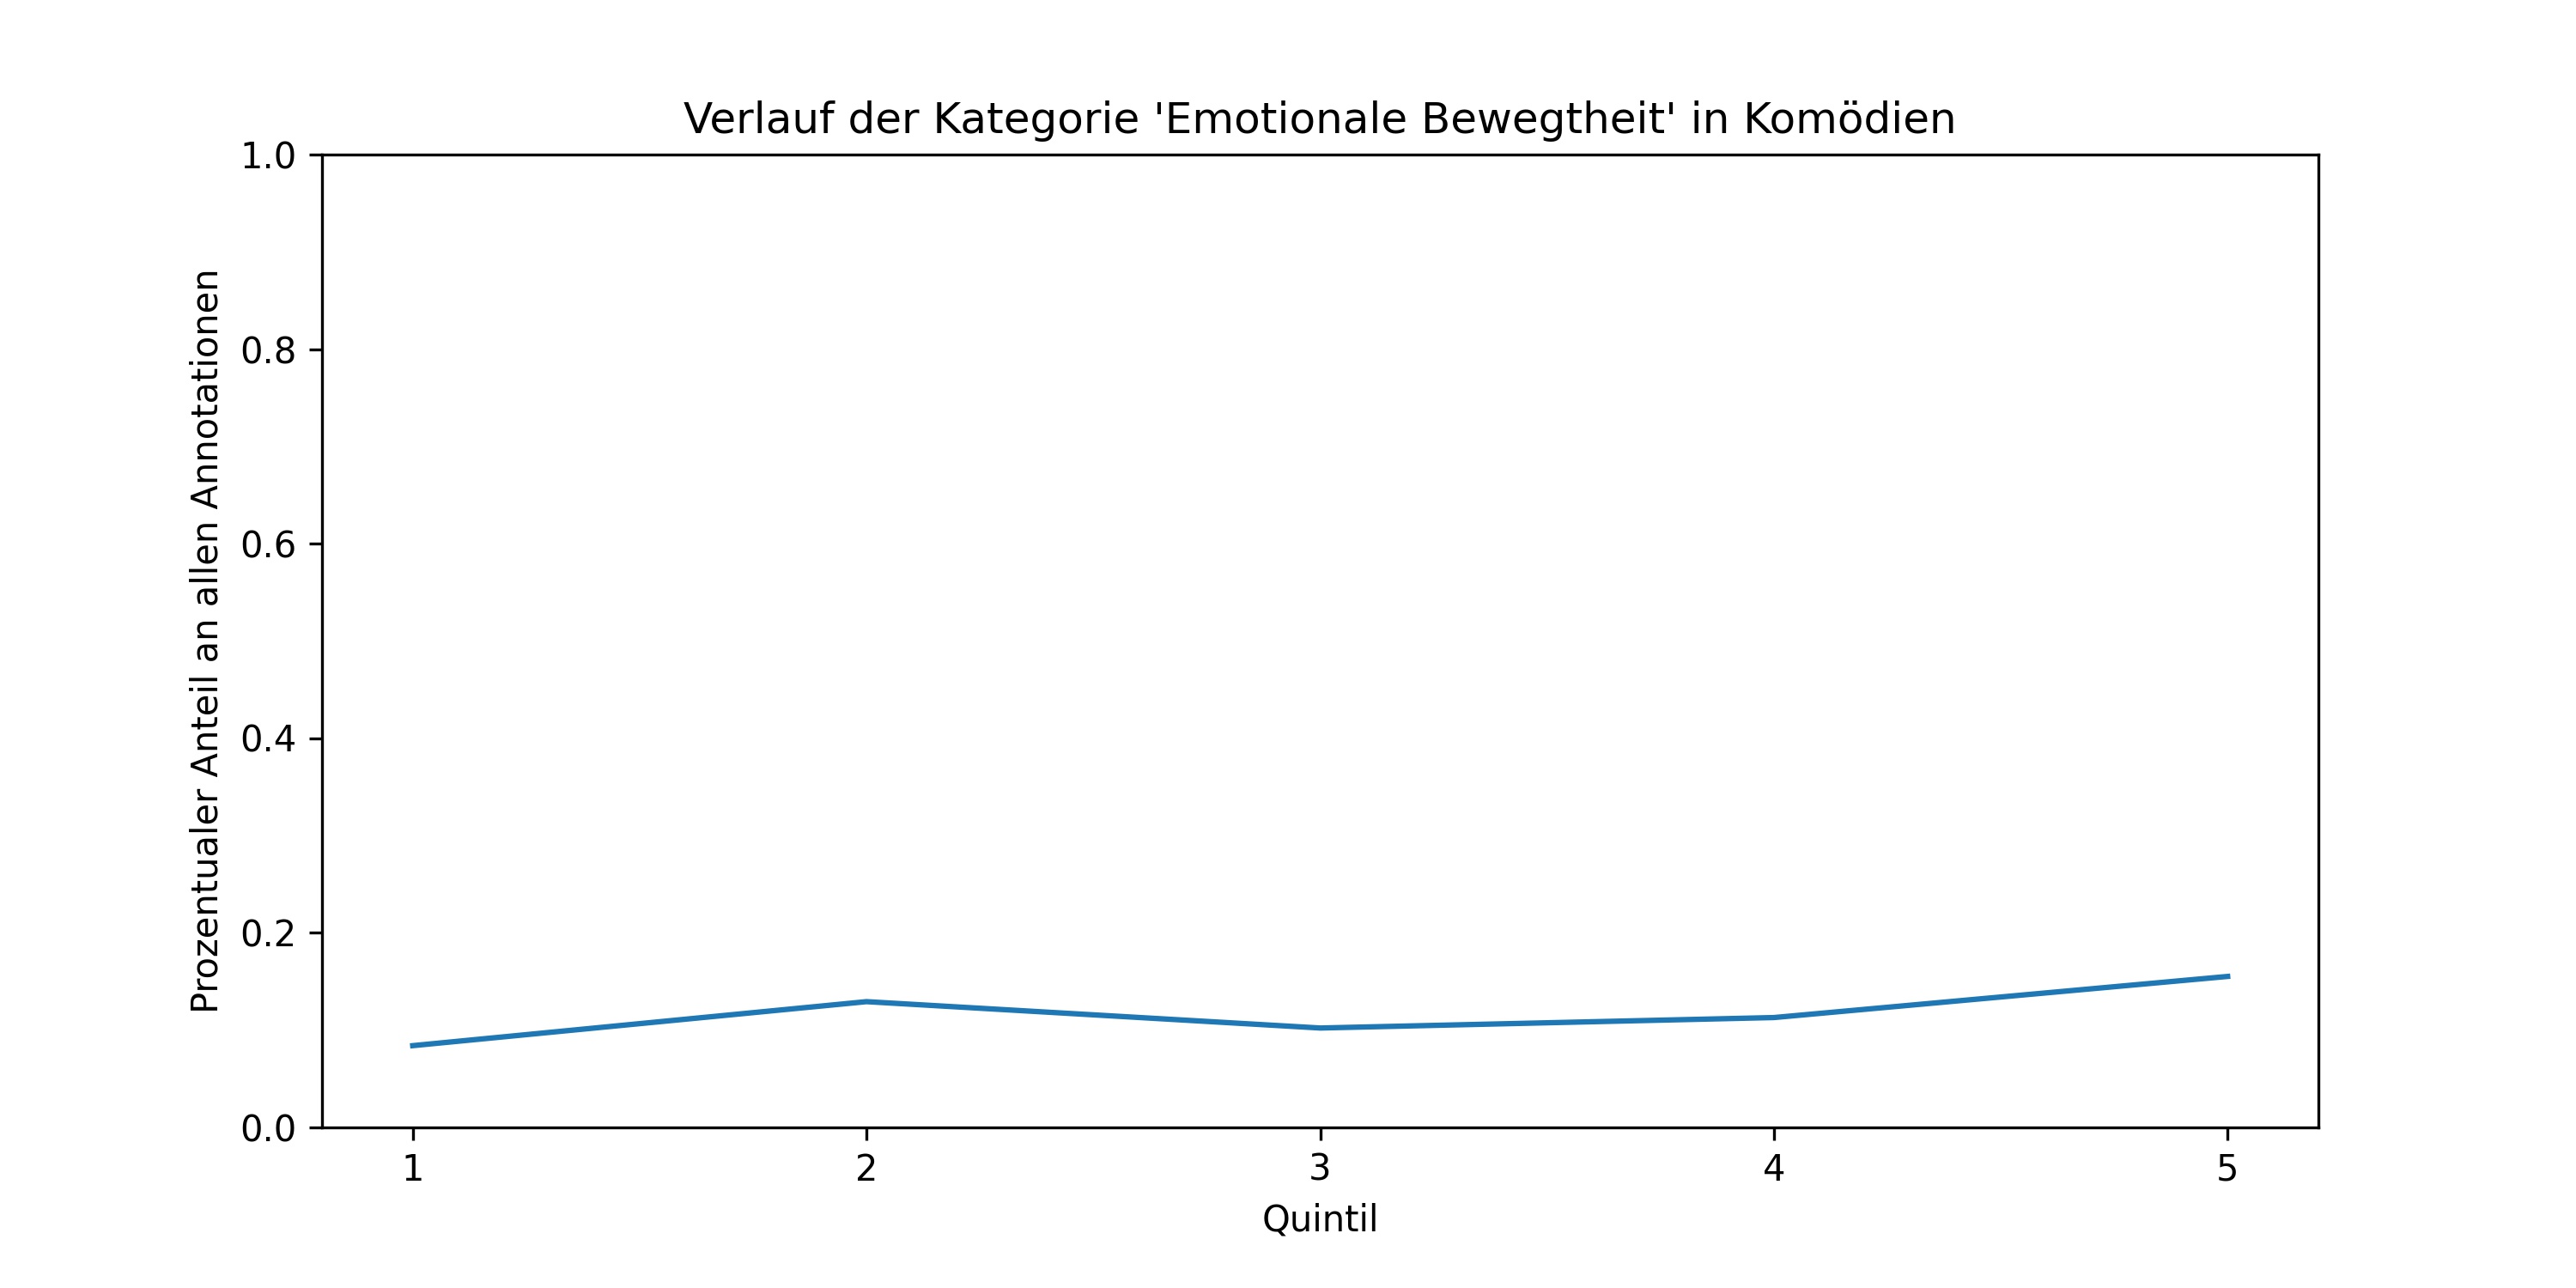 Verlauf der Kategorie 'Emotionale Bewegtheit' in Komödien
Prozentualer Anteil an allen Annotationen
1.0
0.8
0.6
0.4
0.2
0.0
1 2 3 4 5
Quintil